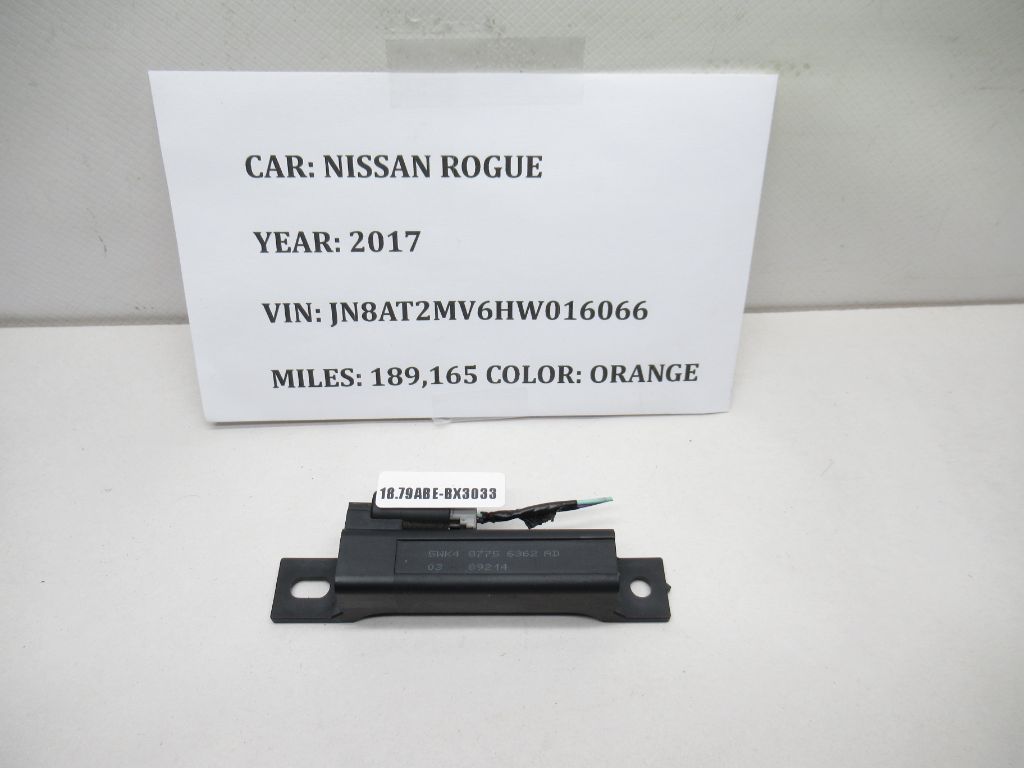 CAR: NISSAN ROGUE
YEAR: 2017
VIN: JN8AT2MV6HW016066
MILES: 189,165 COLOR: ORANGE
18.79ABE-BX3033
5WK4 8775 6362 AD
03 09214